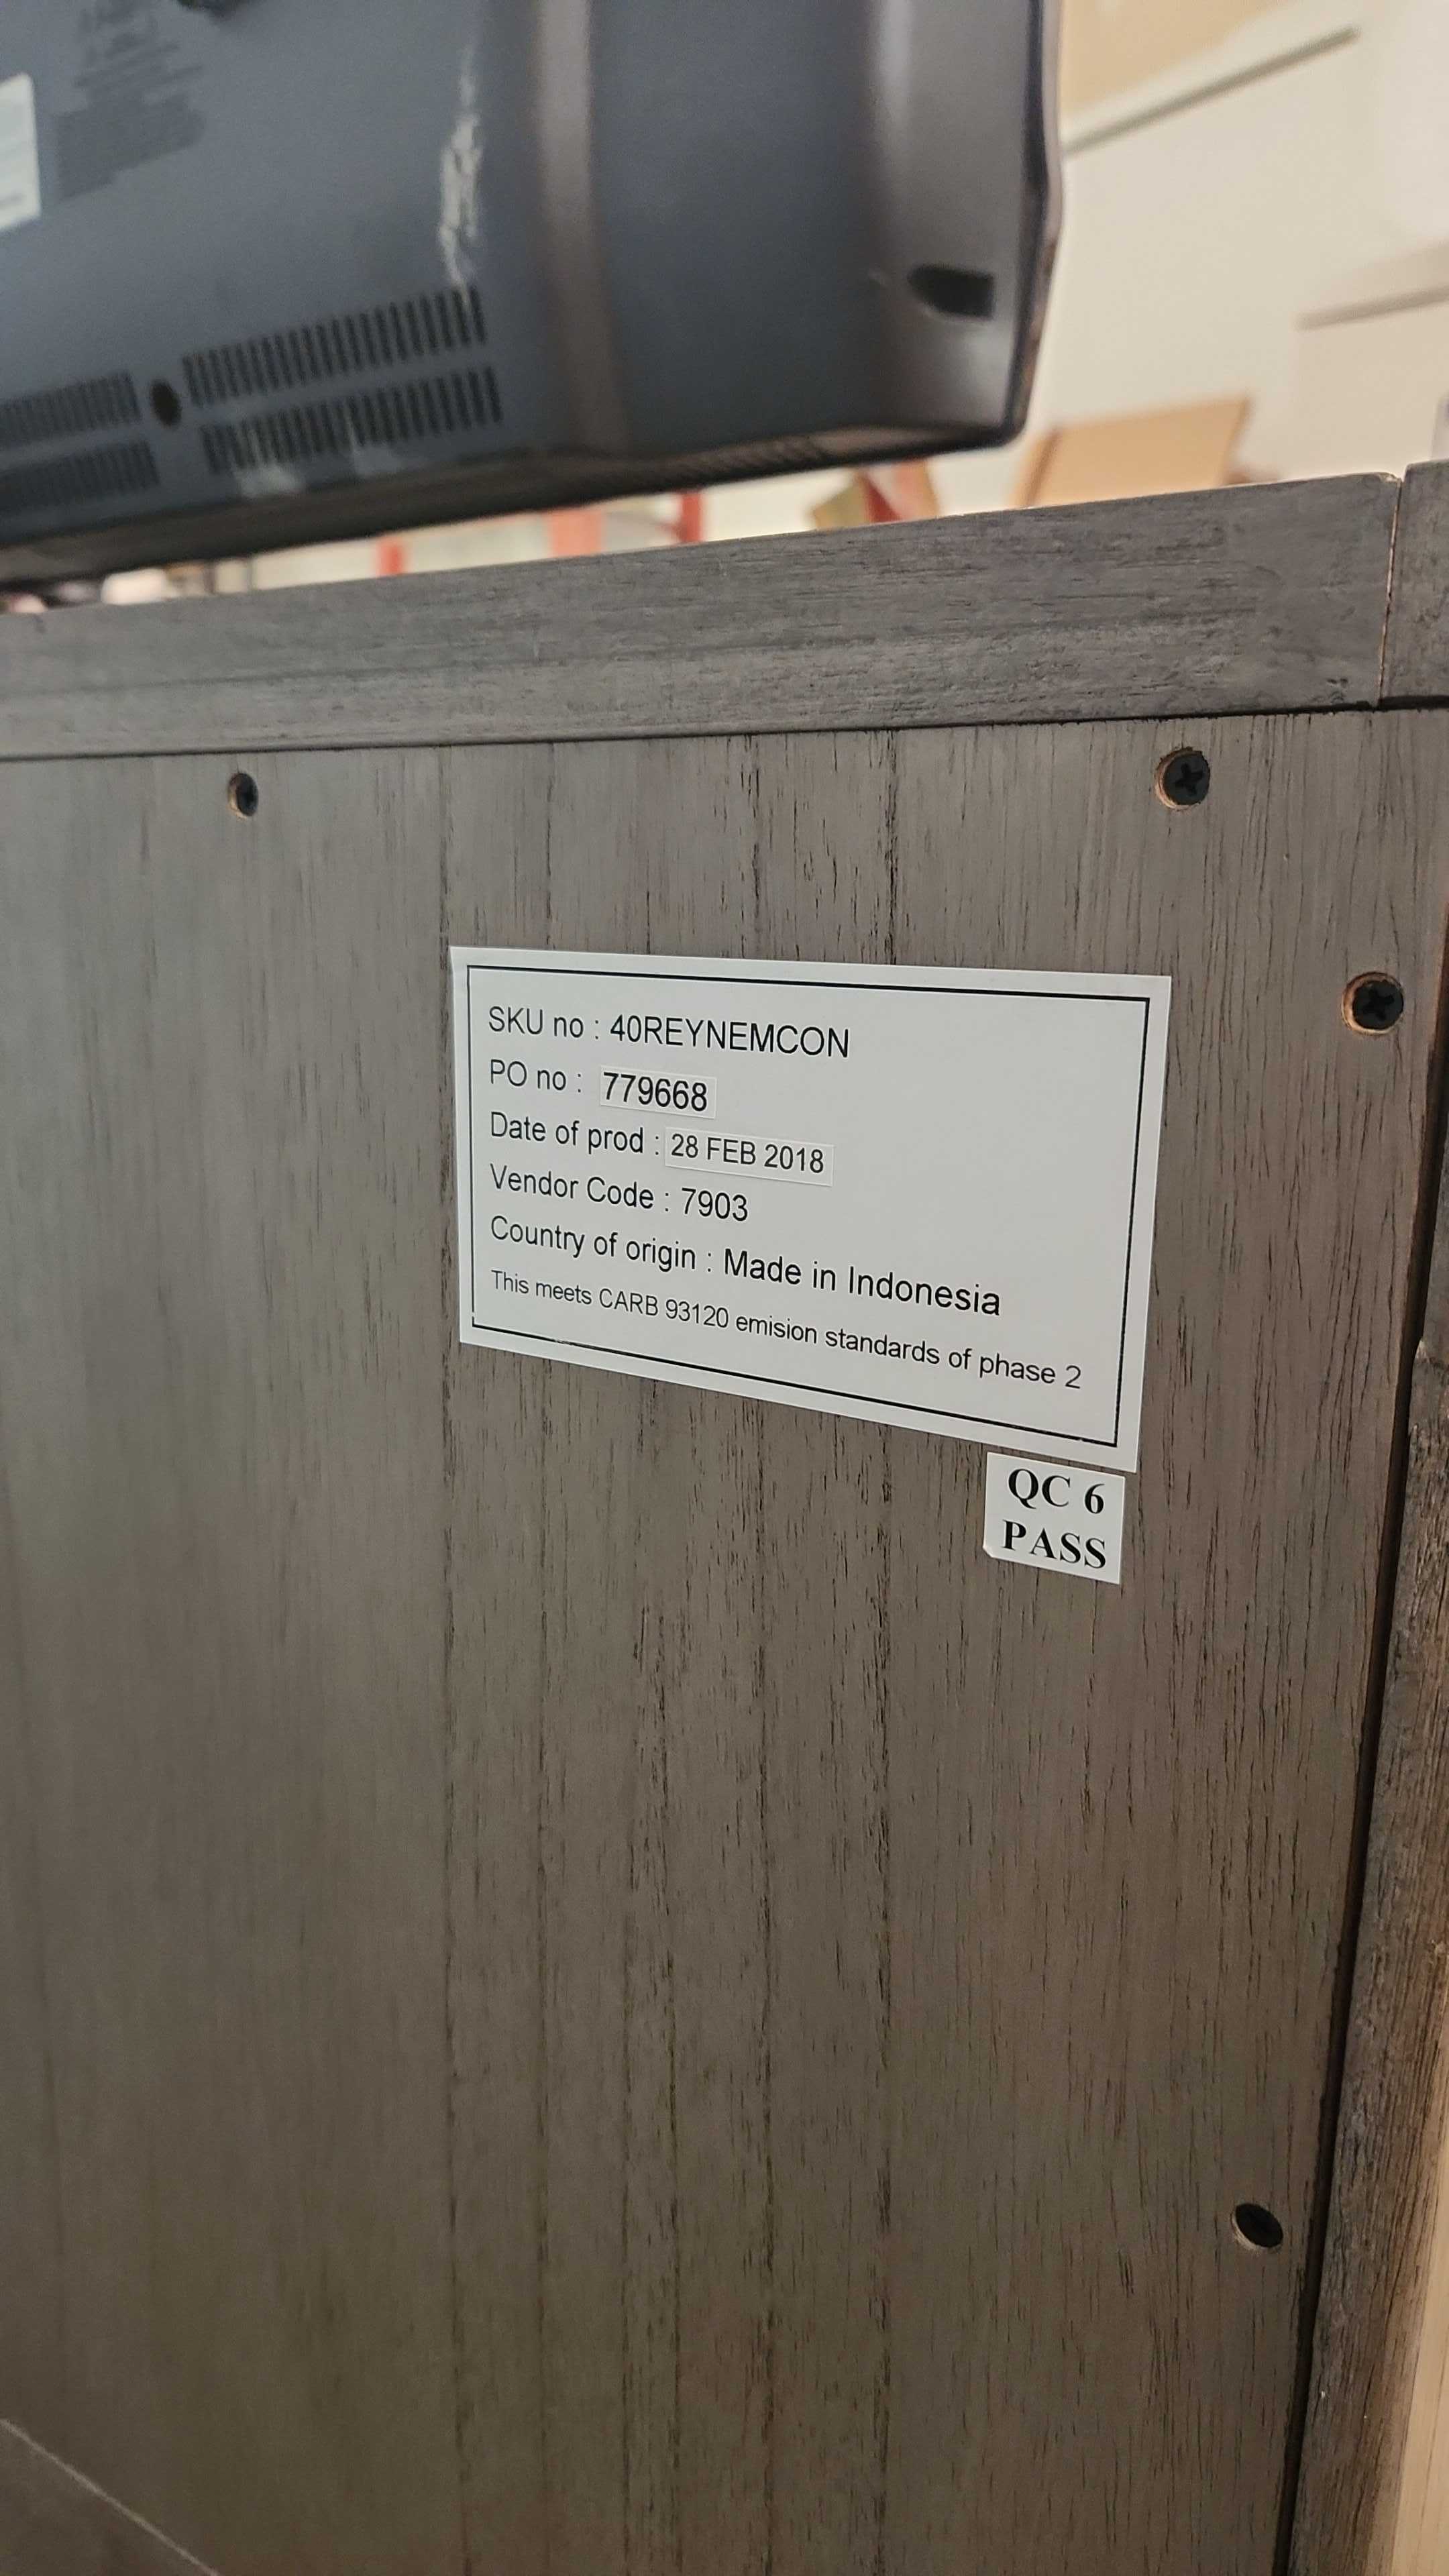 SKU no : 40REYNEMCON
PO no : 779668
Date of prod : 28 FEB 2018
Vendor Code : 7903
Country of origin : Made in Indonesia
This meets CARB 93120 emision standards of phase 2
QC 6
PASS